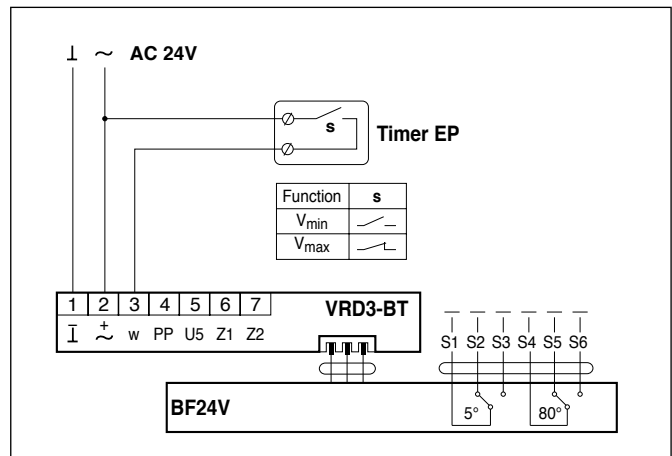 ⊥ ~ AC 24V
s
Timer EP
Function s
Vmin
Vmax
1 2 3 4 5 6 7
VRD3-BT
⊥ + ~ w PP U5 Z1 Z2
S1 S2 S3 S4 S5 S6
BF24V
5° 80°